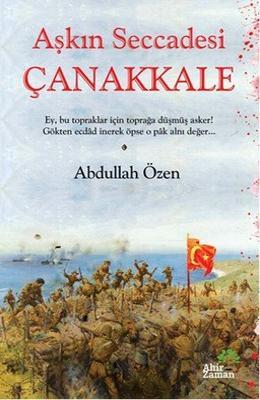 Aşkın Seccadesi
ÇANAKKALE
Ey, bu topraklar için toprağa düşmüş asker!
Gökten ecdâd inerek öpse o pâk alnı değer...
Abdullah Özen
Ahir
Zaman